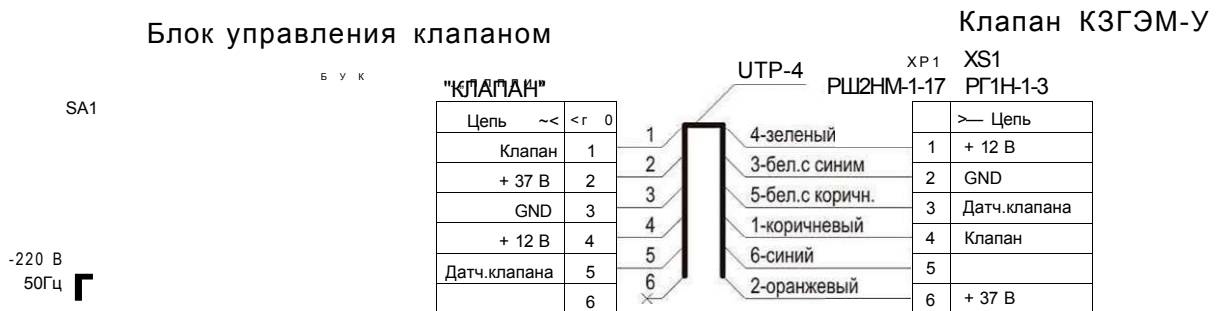 Блок управления клапаном
Клапан КЗГЭМ-У
БУК
SA1
"КЛАПАН"
UTP-4
XP1 XS1
РШ2НМ-1-17 РГ1Н-1-3
Цепь ~< <г 0
Клапан 1
+ 37 В 2
GND 3
+ 12 В 4
Датч.клапана 5
6
1 4-зеленый
2 3-бел.с синим
3 5-бел.с коричн.
4 1-коричневый
5 6-синий
6 2-оранжевый
>— Цепь
1 + 12 В
2 GND
3 Датч.клапана
4 Клапан
5
6 + 37 В
-220 В
50Гц